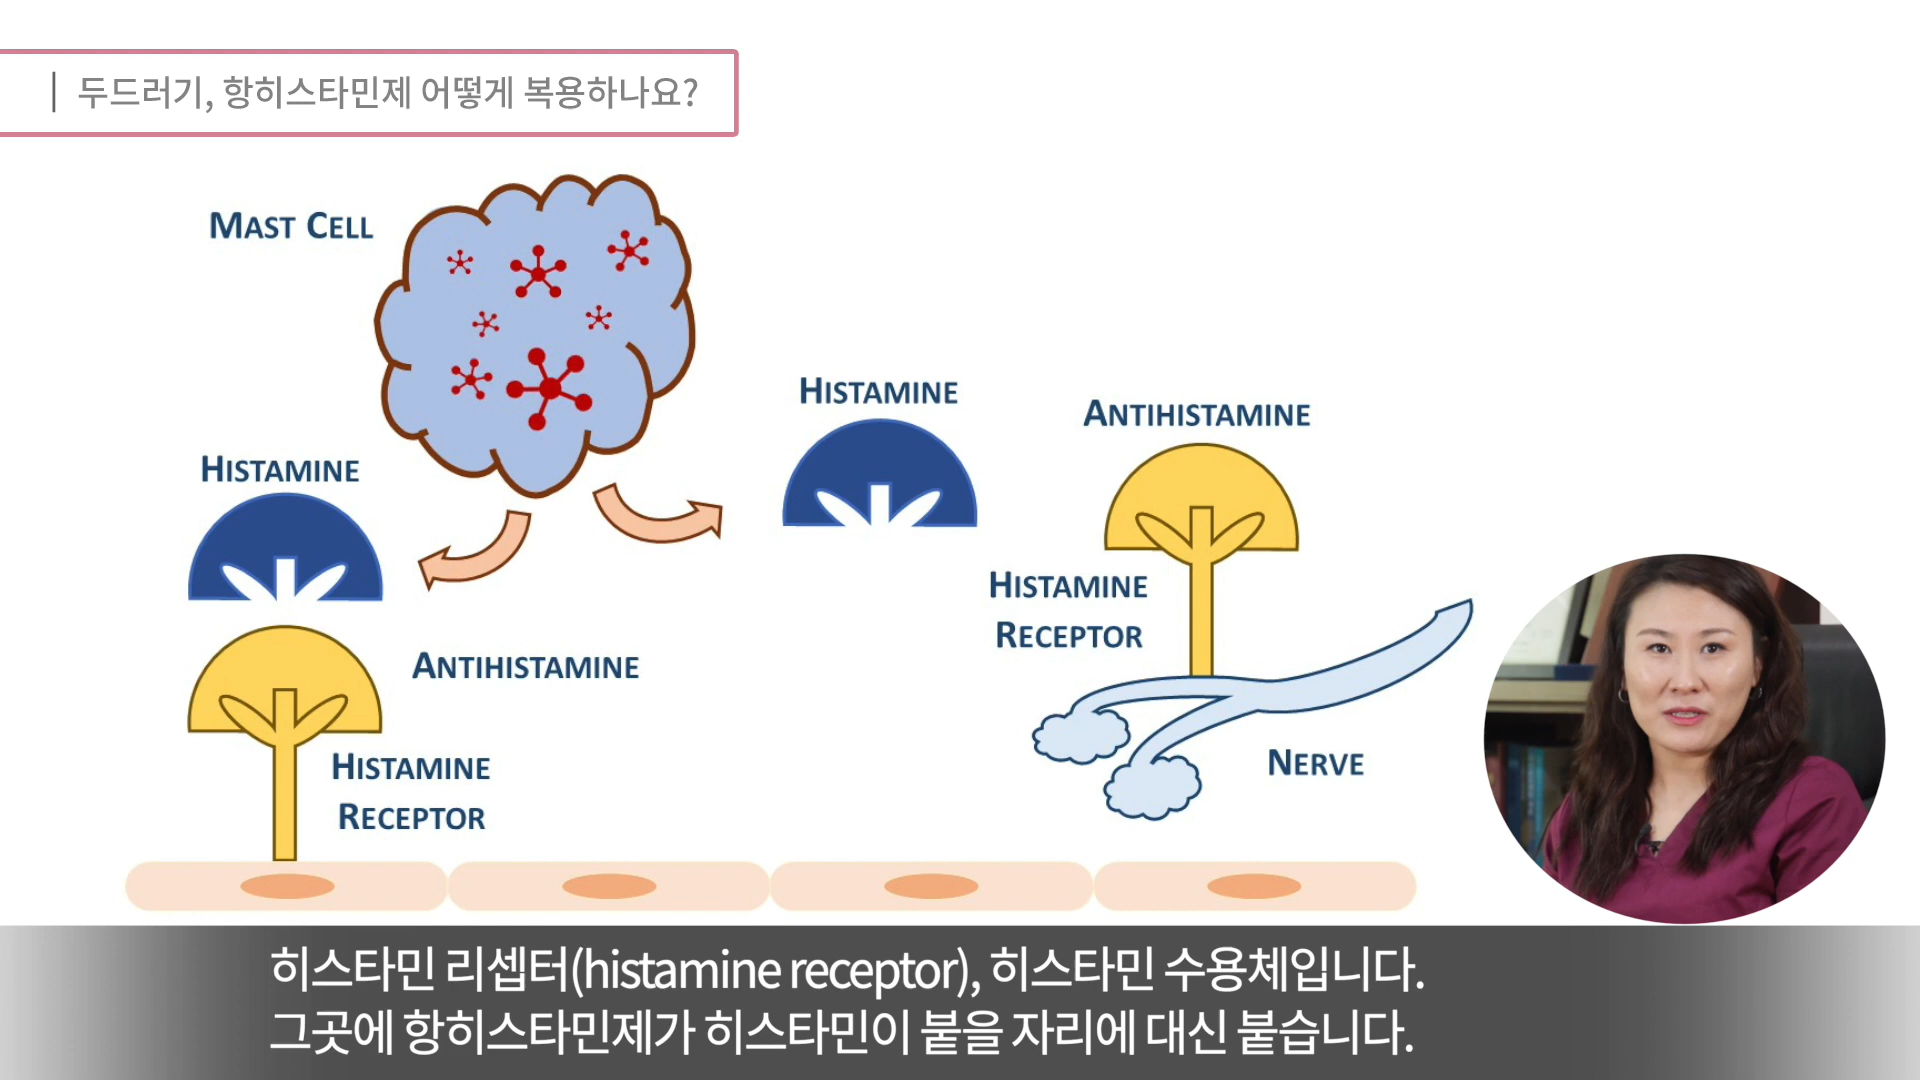 두드러기, 항히스타민제 어떻게 복용하나요?
MAST CELL
HISTAMINE
ANTIHISTAMINE
HISTAMINE
HISTAMINE
RECEPTOR
ANTIHISTAMINE
NERVE
HISTAMINE
RECEPTOR
히스타민 리셉터(histamine receptor), 히스타민 수용체입니다.
그곳에 항히스타민제가 히스타민이 붙을 자리에 대신 붙습니다.